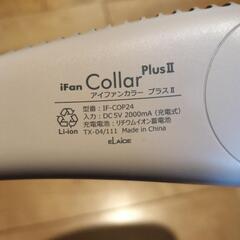 iFan Collar PlusⅡ
アイファンカラー プラスⅡ
型番：IF-COP24
入力：DC 5V 2000mA（充電式）
充電電池：リチウムイオン蓄電池
TX-04/111 Made in China
Li-ion
eLAiCE